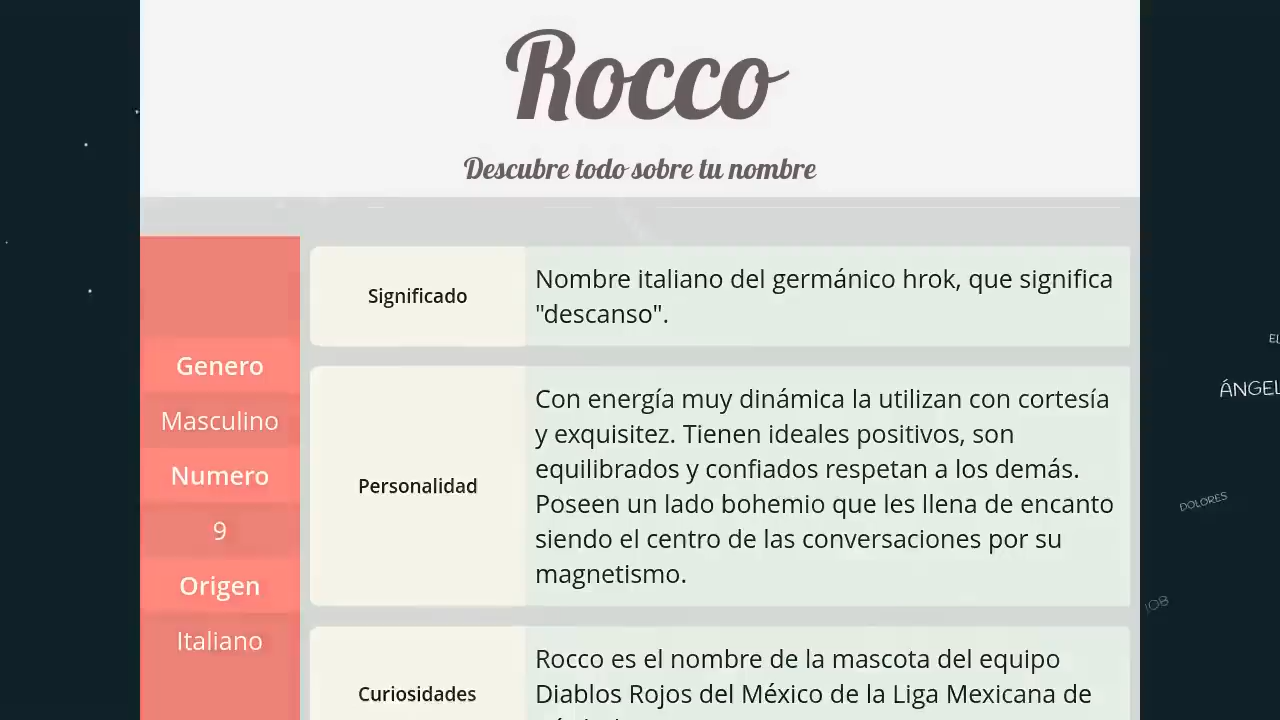 Rocco
Descubre todo sobre tu nombre
Genero
Masculino
Numero
9
Origen
Italiano
Significado
Nombre italiano del germánico hrok, que significa
"descanso".
Personalidad
Con energía muy dinámica la utilizan con cortesía
y exquisitez. Tienen ideales positivos, son
equilibrados y confiados respetan a los demás.
Poseen un lado bohemio que les llena de encanto
siendo el centro de las conversaciones por su
magnetismo.
Curiosidades
Rocco es el nombre de la mascota del equipo
Diablos Rojos del México de la Liga Mexicana de
EL
ÁNGEL
DOLORES
JOB